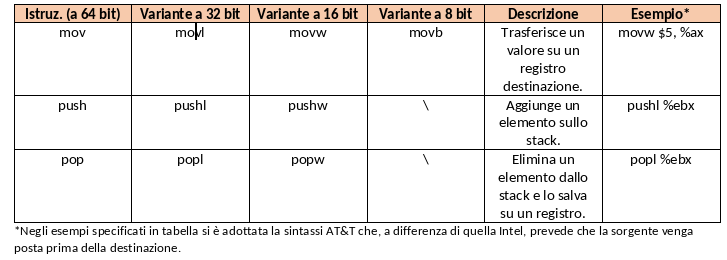 Istruz. (a 64 bit) Variante a 32 bit Variante a 16 bit Variante a 8 bit Descrizione Esempio*
mov movl movw movb Trasferisce un valore su un registro destinazione. movw $5, %ax
push pushl pushw \ Aggiunge un elemento sullo stack. pushl %ebx
pop popl popw \ Elimina un elemento dallo stack e lo salva su un registro. popl %ebx
*Negli esempi specificati in tabella si è adottata la sintassi AT&T che, a differenza di quella Intel, prevede che la sorgente venga
posta prima della destinazione.